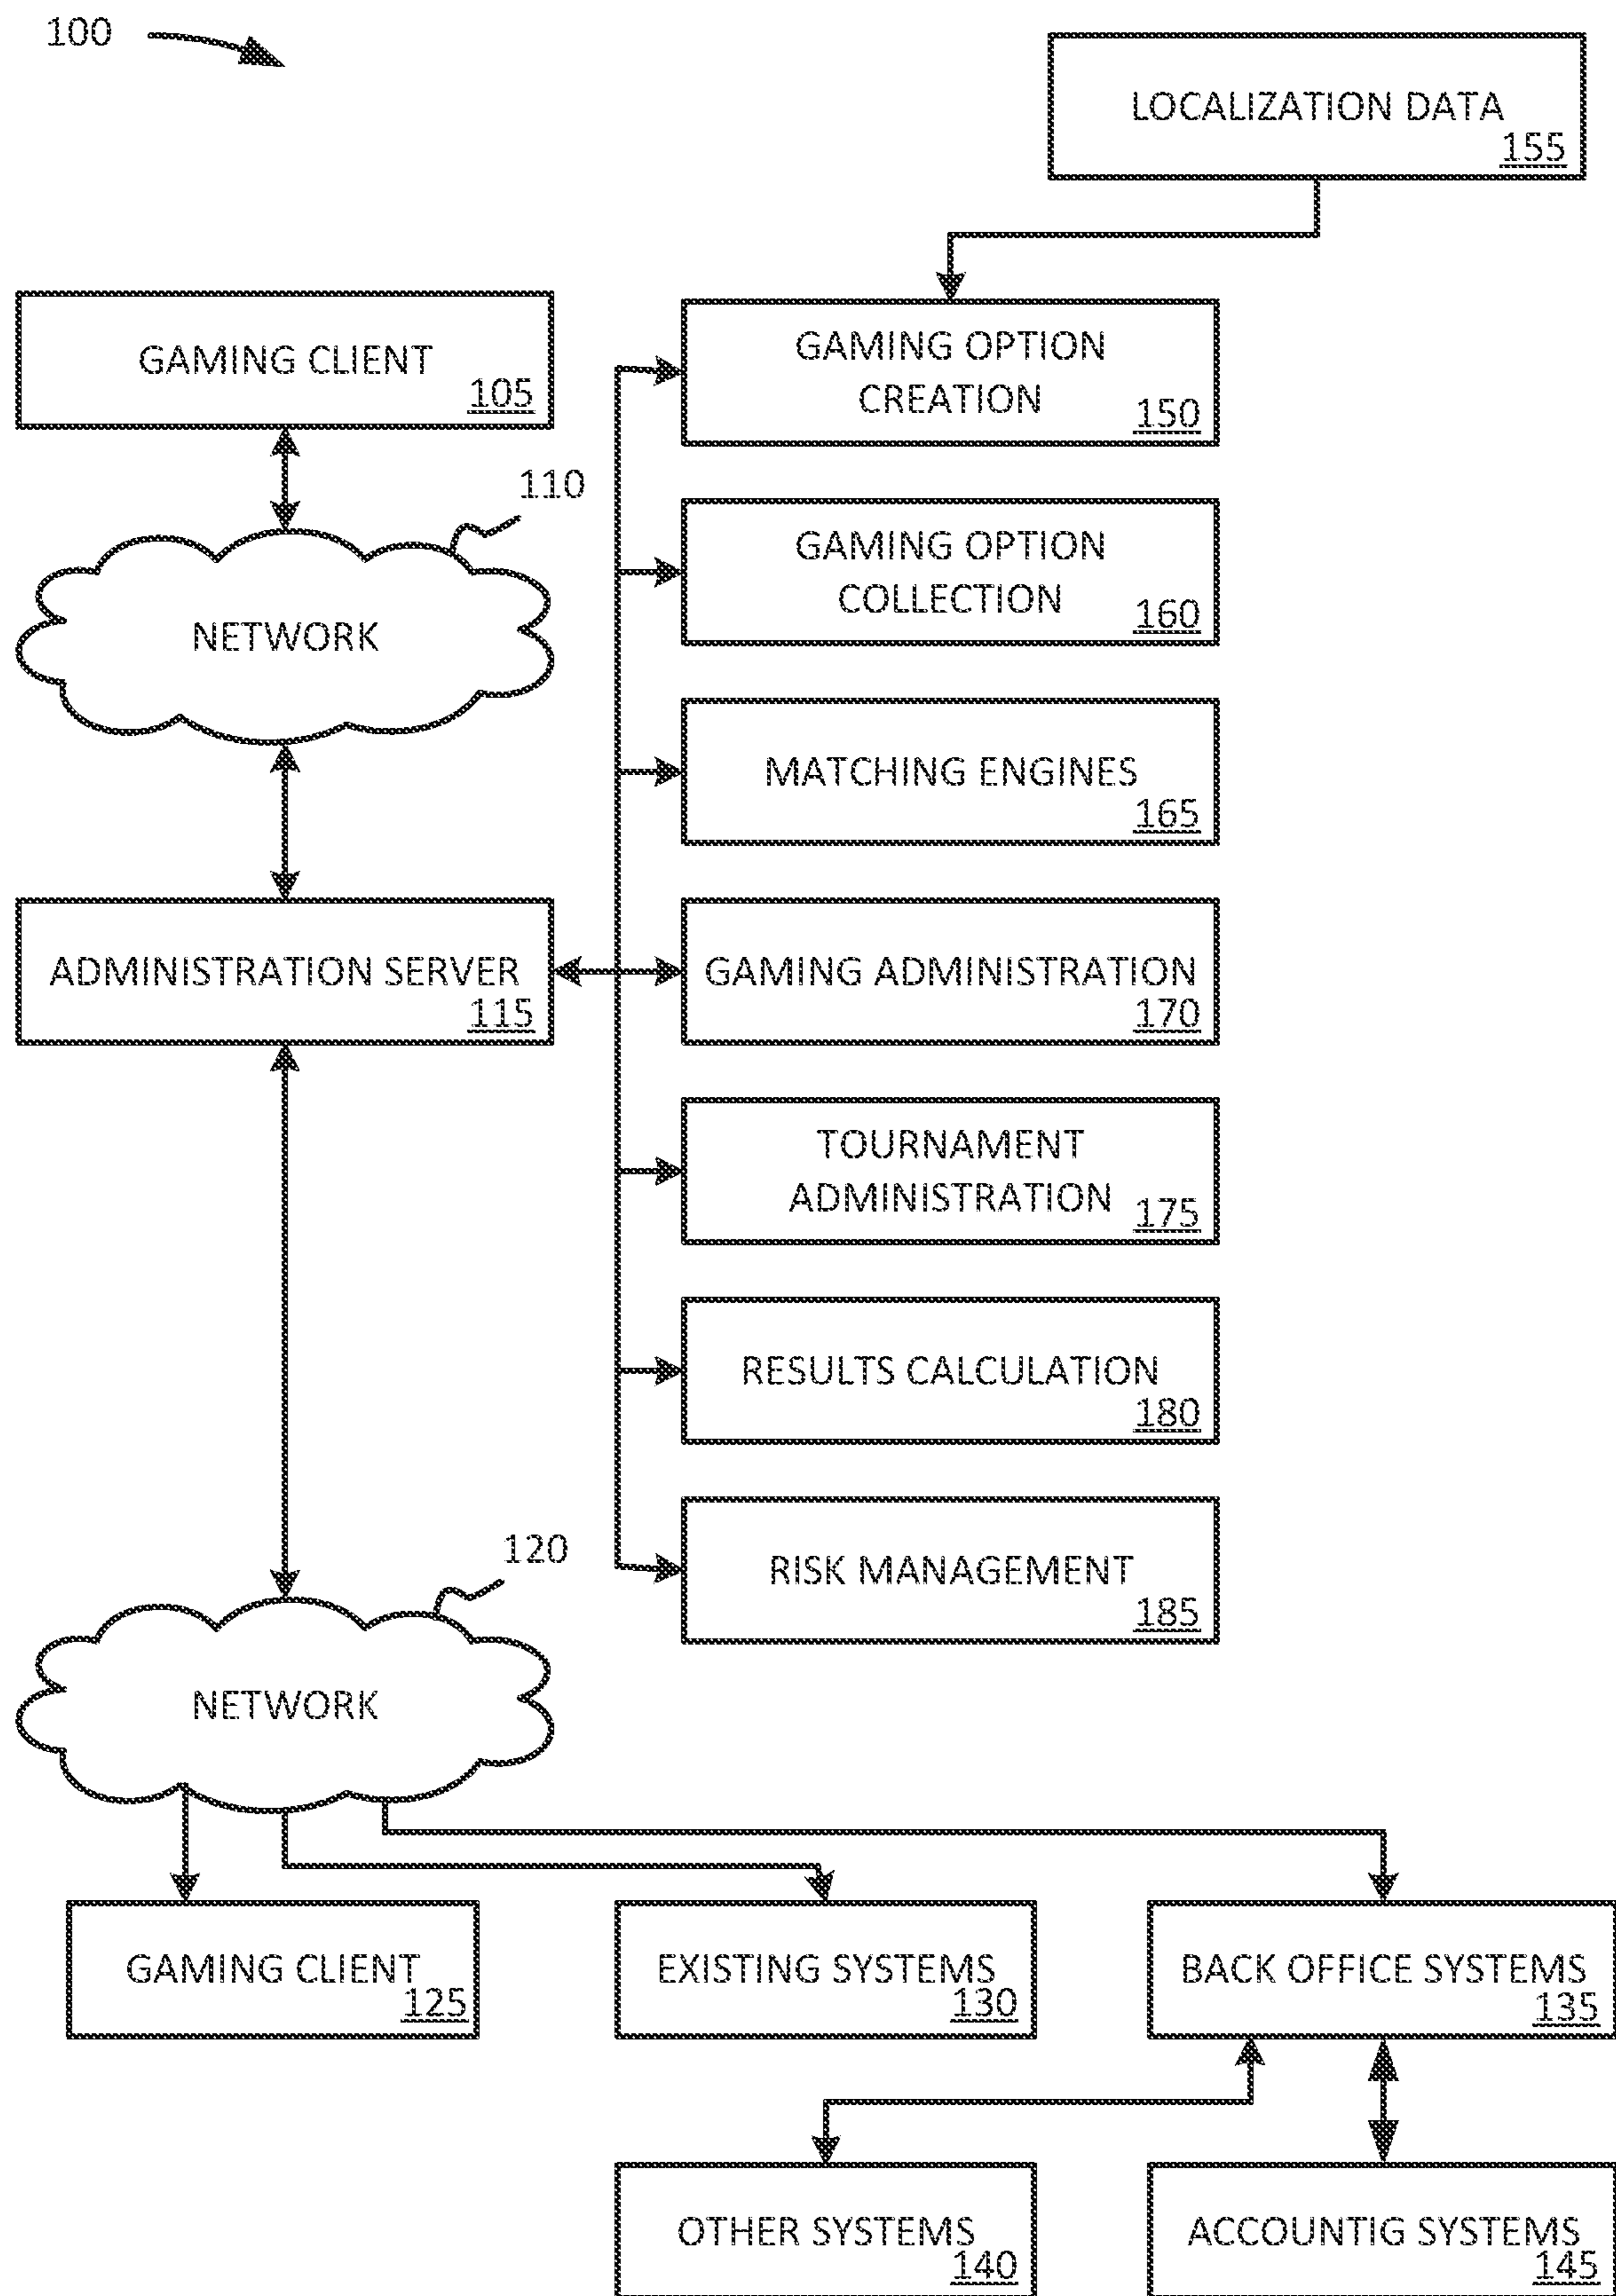 100
LOCALIZATION DATA
155
GAMING CLIENT
105
GAMING OPTION
CREATION
150
110
NETWORK
GAMING OPTION
COLLECTION
160
MATCHING ENGINES
165
ADMINISTRATION SERVER
115
GAMING ADMINISTRATION
170
TOURNAMENT
ADMINISTRATION
175
RESULTS CALCULATION
180
RISK MANAGEMENT
185
120
NETWORK
GAMING CLIENT
125
EXISTING SYSTEMS
130
BACK OFFICE SYSTEMS
135
OTHER SYSTEMS
140
ACCOUNTIG SYSTEMS
145